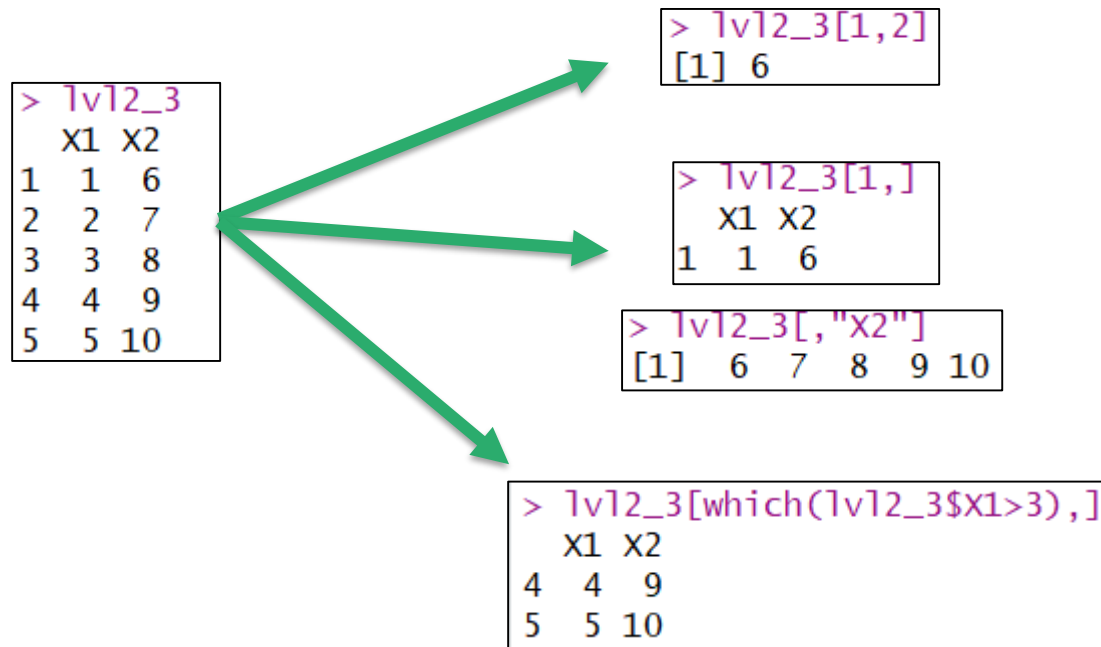 > lvl2_3
X1 X2
1 1 6
2 2 7
3 3 8
4 4 9
5 5 10
> lvl2_3[1,2]
[1] 6
> lvl2_3[1,]
X1 X2
1 1 6
> lvl2_3[,"X2"]
[1] 6 7 8 9 10
> lvl2_3[which(lvl2_3$X1>3),]
X1 X2
4 4 9
5 5 10